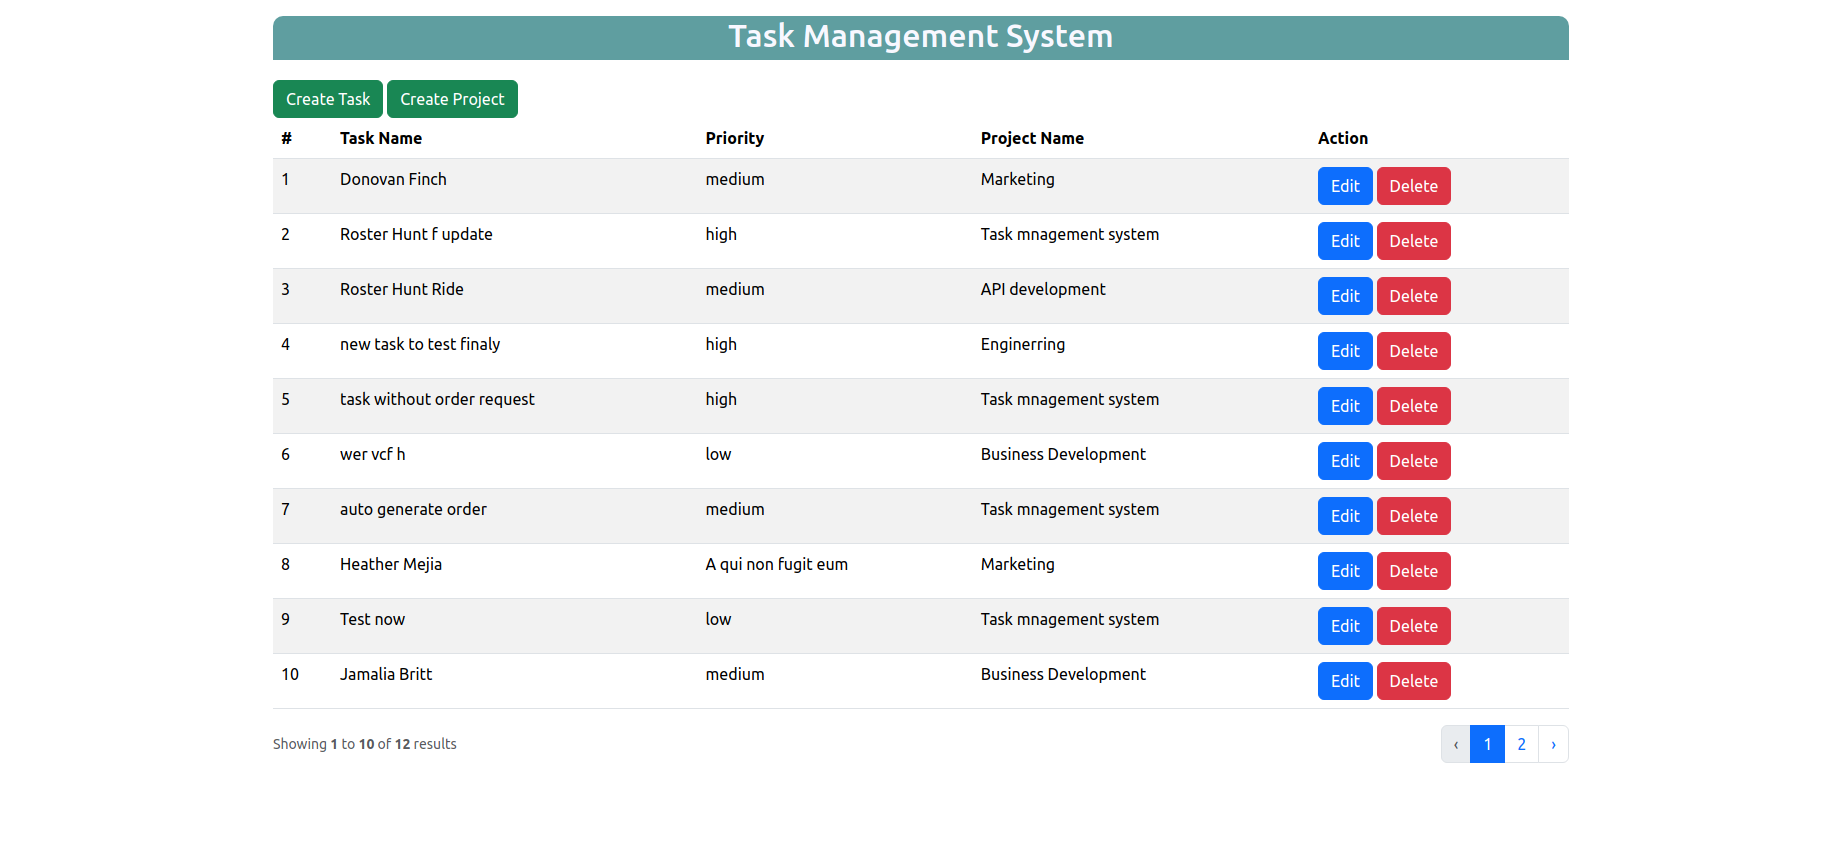 Task Management System
Create Task Create Project
# Task Name Priority Project Name Action
1 Donovan Finch medium Marketing Edit Delete
2 Roster Hunt f update high Task mnagement system Edit Delete
3 Roster Hunt Ride medium API development Edit Delete
4 new task to test finaly high Enginerring Edit Delete
5 task without order request high Task mnagement system Edit Delete
6 wer vcf h low Business Development Edit Delete
7 auto generate order medium Task mnagement system Edit Delete
8 Heather Mejia A qui non fugit eum Marketing Edit Delete
9 Test now low Task mnagement system Edit Delete
10 Jamalia Britt medium Business Development Edit Delete
Showing 1 to 10 of 12 results ‹ 1 2 ›